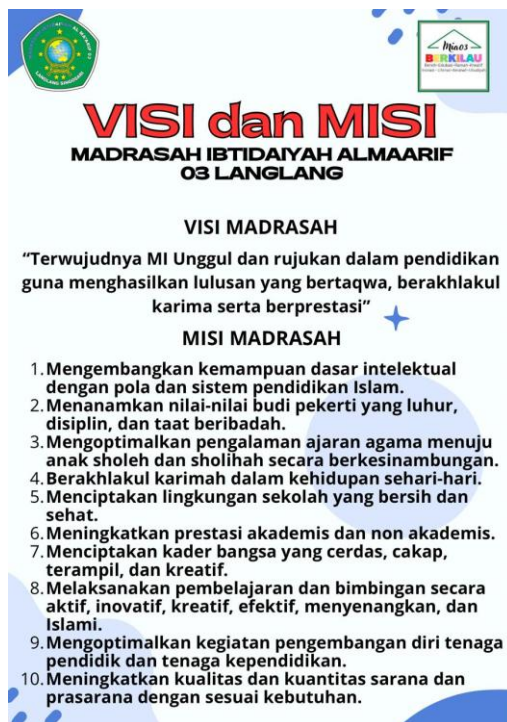 LANGLANG SINGOSARI
Mia03
BERKILAU
VISI dan MISI
MADRASAH IBTIDAIYAH ALMAARIF
03 LANGLANG
VISI MADRASAH
“Terwujudnya MI Unggul dan rujukan dalam pendidikan
guna menghasilkan lulusan yang bertaqwa, berakhlakul
karima serta berprestasi”
MISI MADRASAH
1. Mengembangkan kemampuan dasar intelektual
dengan pola dan sistem pendidikan Islam.
2. Menanamkan nilai-nilai budi pekerti yang luhur,
disiplin, dan taat beribadah.
3. Mengoptimalkan pengalaman ajaran agama menuju
anak sholeh dan sholihah secara berkesinambungan.
4. Berakhlakul karimah dalam kehidupan sehari-hari.
5. Menciptakan lingkungan sekolah yang bersih dan
sehat.
6. Meningkatkan prestasi akademis dan non akademis.
7. Menciptakan kader bangsa yang cerdas, cakap,
terampil, dan kreatif.
8. Melaksanakan pembelajaran dan bimbingan secara
aktif, inovatif, kreatif, efektif, menyenangkan, dan
Islami.
9. Mengoptimalkan kegiatan pengembangan diri tenaga
pendidik dan tenaga kependidikan.
10. Meningkatkan kualitas dan kuantitas sarana dan
prasarana dengan sesuai kebutuhan.